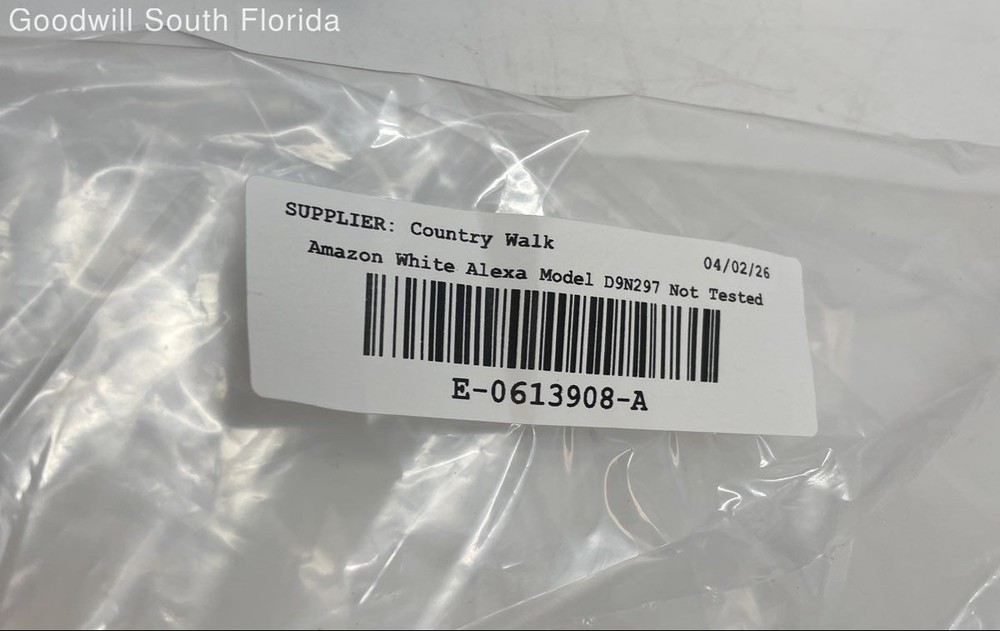 Goodwill South Florida
SUPPLIER: Country Walk
04/02/26
Amazon White Alexa Model D9N297 Not Tested
E-0613908-A